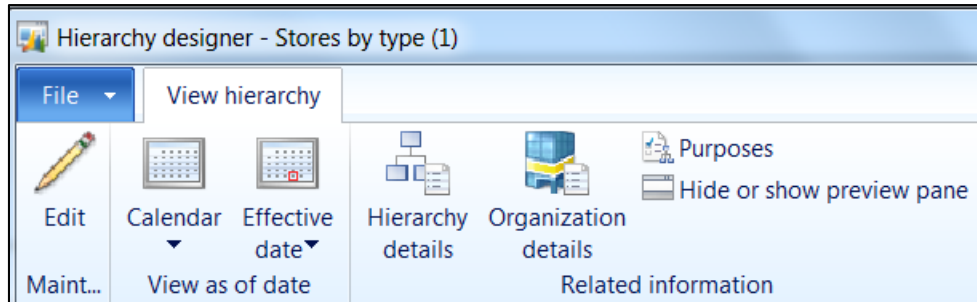 Hierarchy designer - Stores by type (1)
File
View hierarchy
Edit
Calendar
Effective
date
Hierarchy
details
Organization
details
Purposes
Hide or show preview pane
Maint...
View as of date
Related information